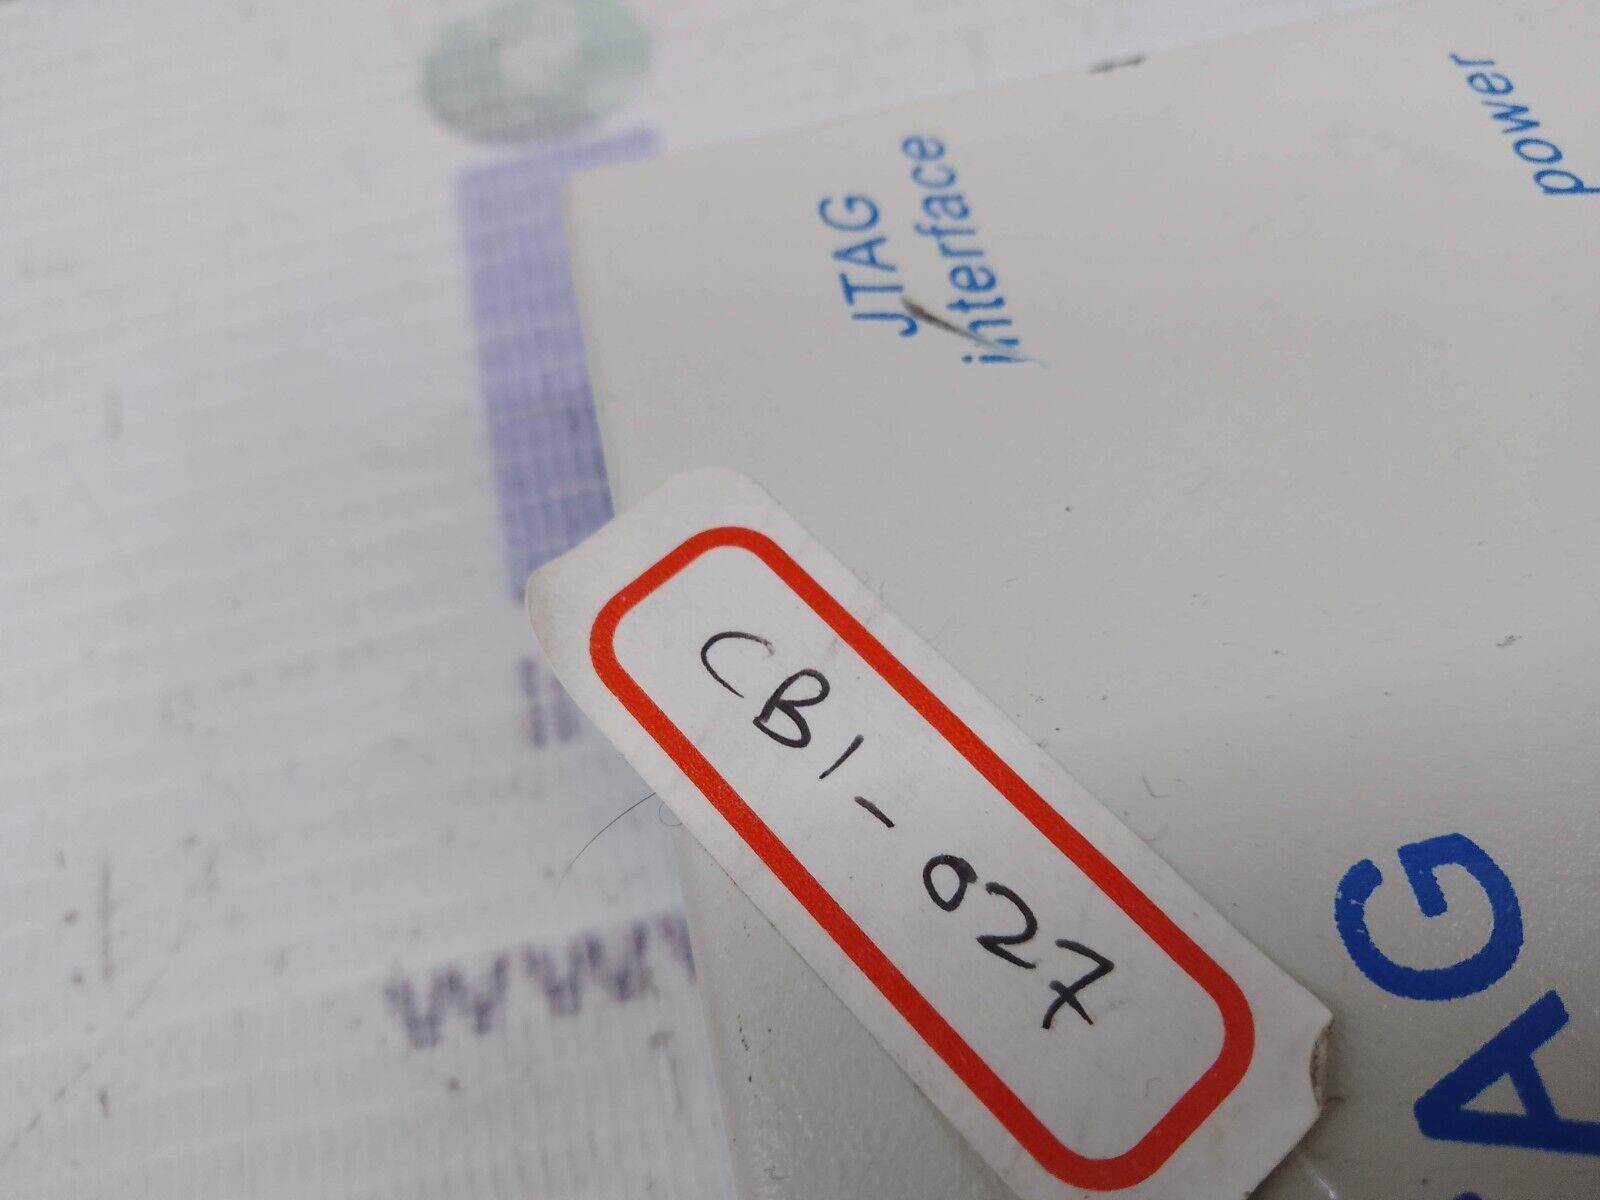 JTAG
interface
power
CB1-027
AG
WWW